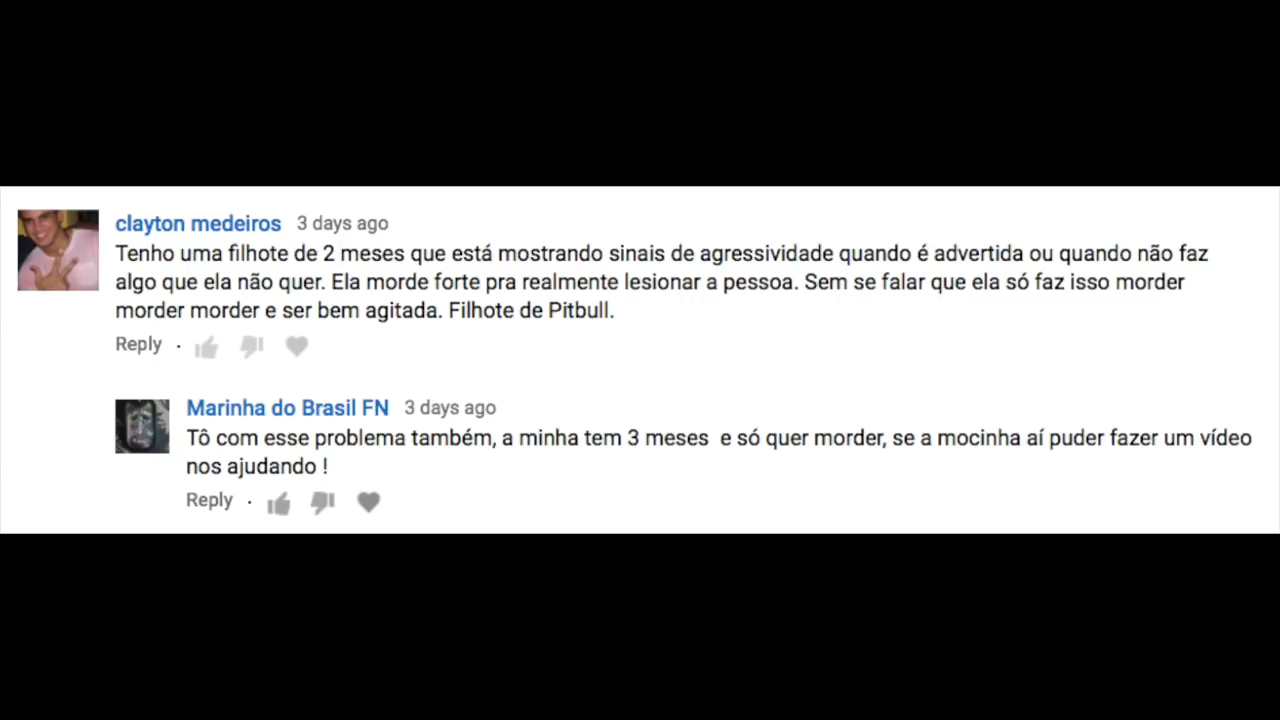 clayton medeiros 3 days ago
Tenho uma filhote de 2 meses que está mostrando sinais de agressividade quando é advertida ou quando não faz
algo que ela não quer. Ela morde forte pra realmente lesionar a pessoa. Sem se falar que ela só faz isso morder
morder morder e ser bem agitada. Filhote de Pitbull.
Reply ·
Marinha do Brasil FN 3 days ago
Tô com esse problema também, a minha tem 3 meses  e só quer morder, se a mocinha aí puder fazer um vídeo
nos ajudando !
Reply ·